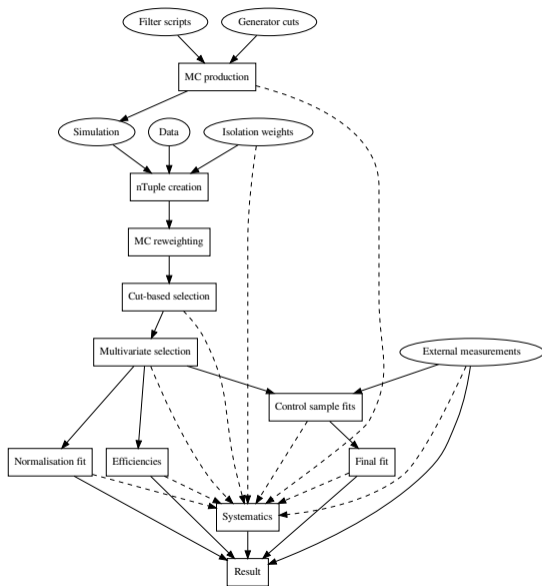 Filter scripts
Generator cuts
MC production
Simulation
Data
Isolation weights
nTuple creation
MC reweighting
Cut-based selection
Multivariate selection
External measurements
Control sample fits
Normalisation fit
Efficiencies
Final fit
Systematics
Result